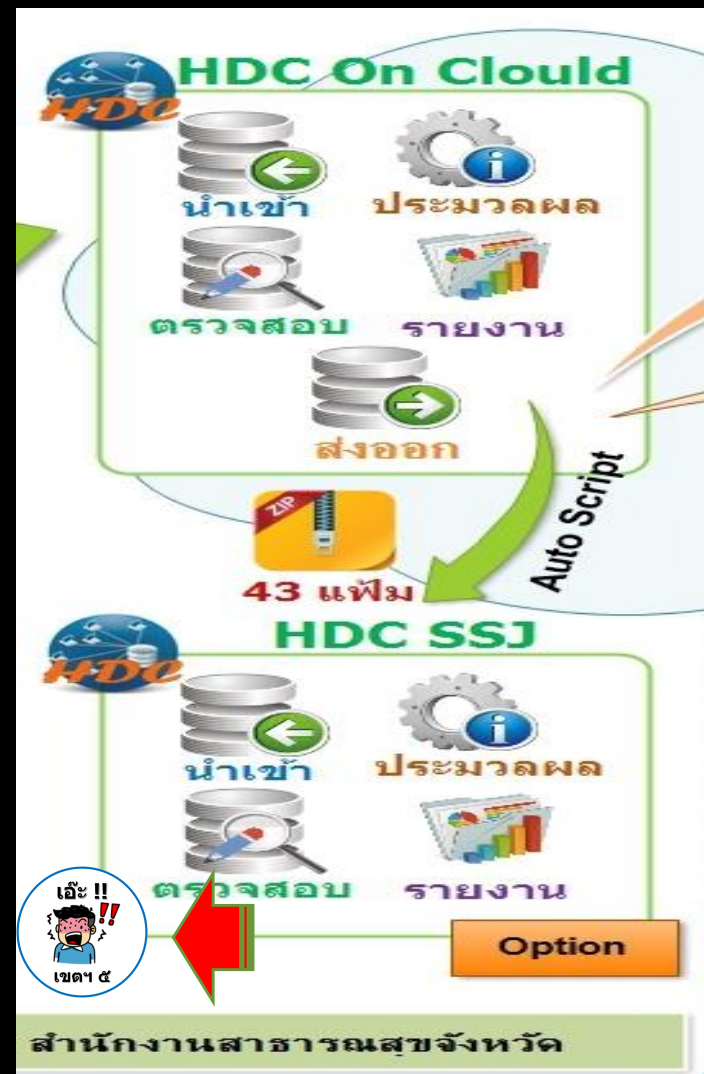 HDC On Clould
HDC
นำเข้า ประมวลผล
ตรวจสอบ รายงาน
ส่งออก
Auto Script
ZIP
43 แฟ้ม
HDC SSJ
HDC
นำเข้า ประมวลผล
ตรวจสอบ รายงาน
เอ๊ะ !!
!!
เขตฯ ๕
Option
สำนักงานสาธารณสุขจังหวัด